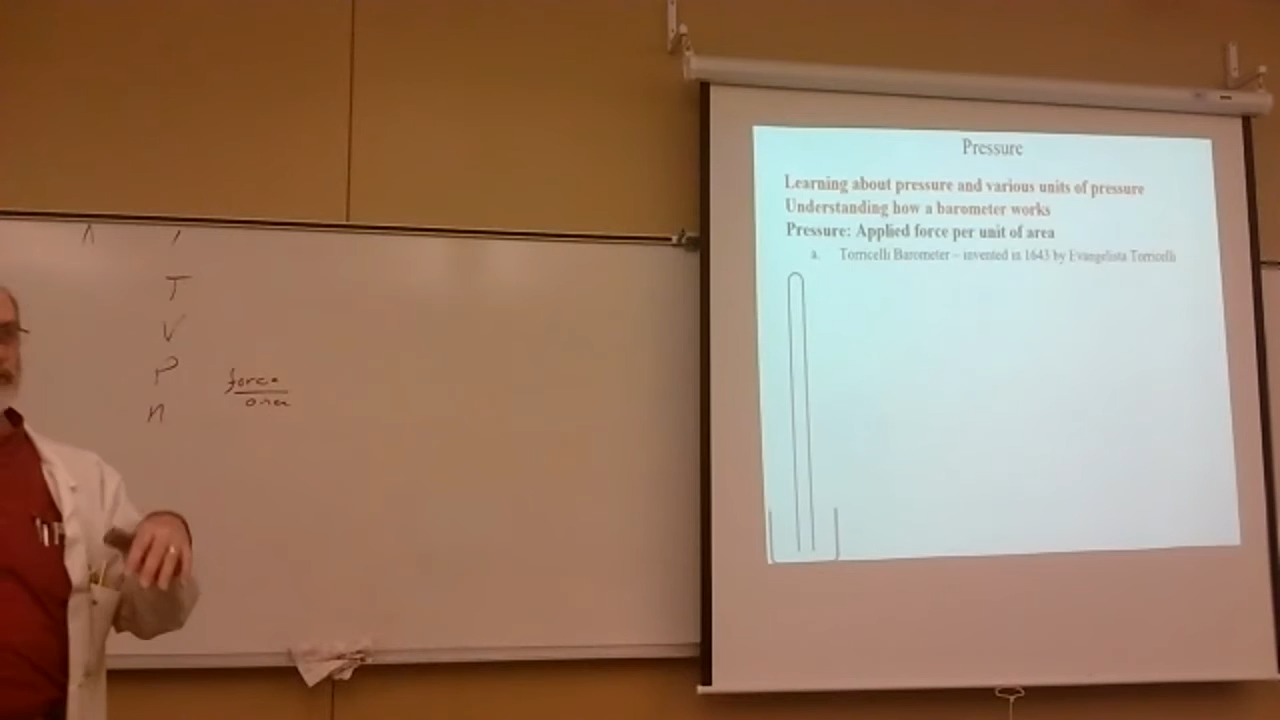 T
V
P
n
force
area
Pressure
Learning about pressure and various units of pressure
Understanding how a barometer works
Pressure: Applied force per unit of area
a. Torricelli Barometer – invented in 1643 by Evangelista Torricelli